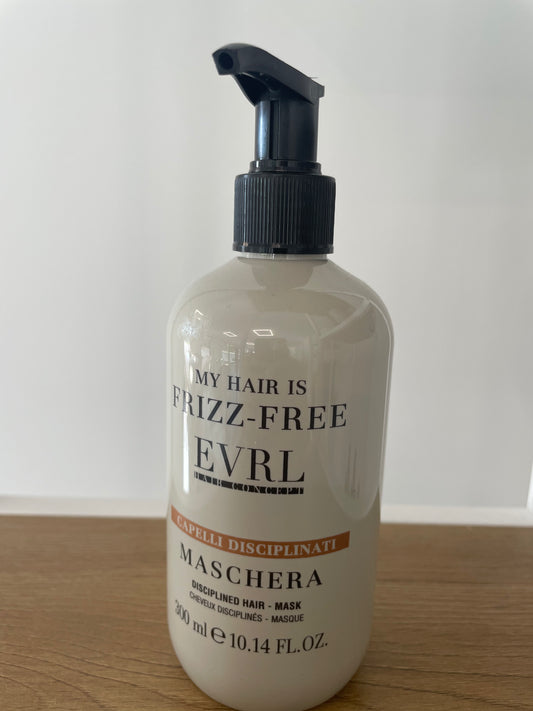 MY HAIR IS
FRIZZ-FREE
EVRL
HAIR CONCEPT
CAPELLI DISCIPLINATI
MASCHERA
DISCIPLINED HAIR - MASK
CHEVEUX DISCIPLINÉS - MASQUE
300 ml ℮ 10.14 FL.OZ.